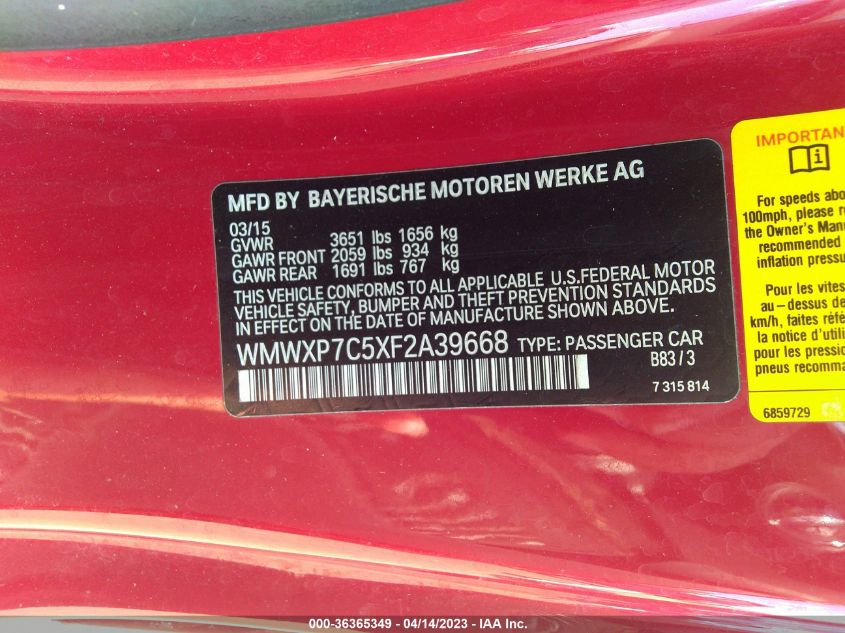 MFD BY BAYERISCHE MOTOREN WERKE AG
03/15
GVWR 3651 lbs 1656 kg
GAWR FRONT 2059 lbs 934 kg
GAWR REAR 1691 lbs 767 kg
THIS VEHICLE CONFORMS TO ALL APPLICABLE U.S.FEDERAL MOTOR
VEHICLE SAFETY, BUMPER AND THEFT PREVENTION STANDARDS
IN EFFECT ON THE DATE OF MANUFACTURE SHOWN ABOVE.
WMWXP7C5XF2A39668 TYPE: PASSENGER CAR
B83/3
7 315 814
IMPORTAN
i
For speeds abo
100mph, please re
the Owner's Manu
recommended
inflation pressu
Pour les vites
au-dessus de
km/h, faites réfé
la notice d'util
pour les pression
pneus recomman
6859729
000-36365349 / 04/14/2023 - IAA Inc.